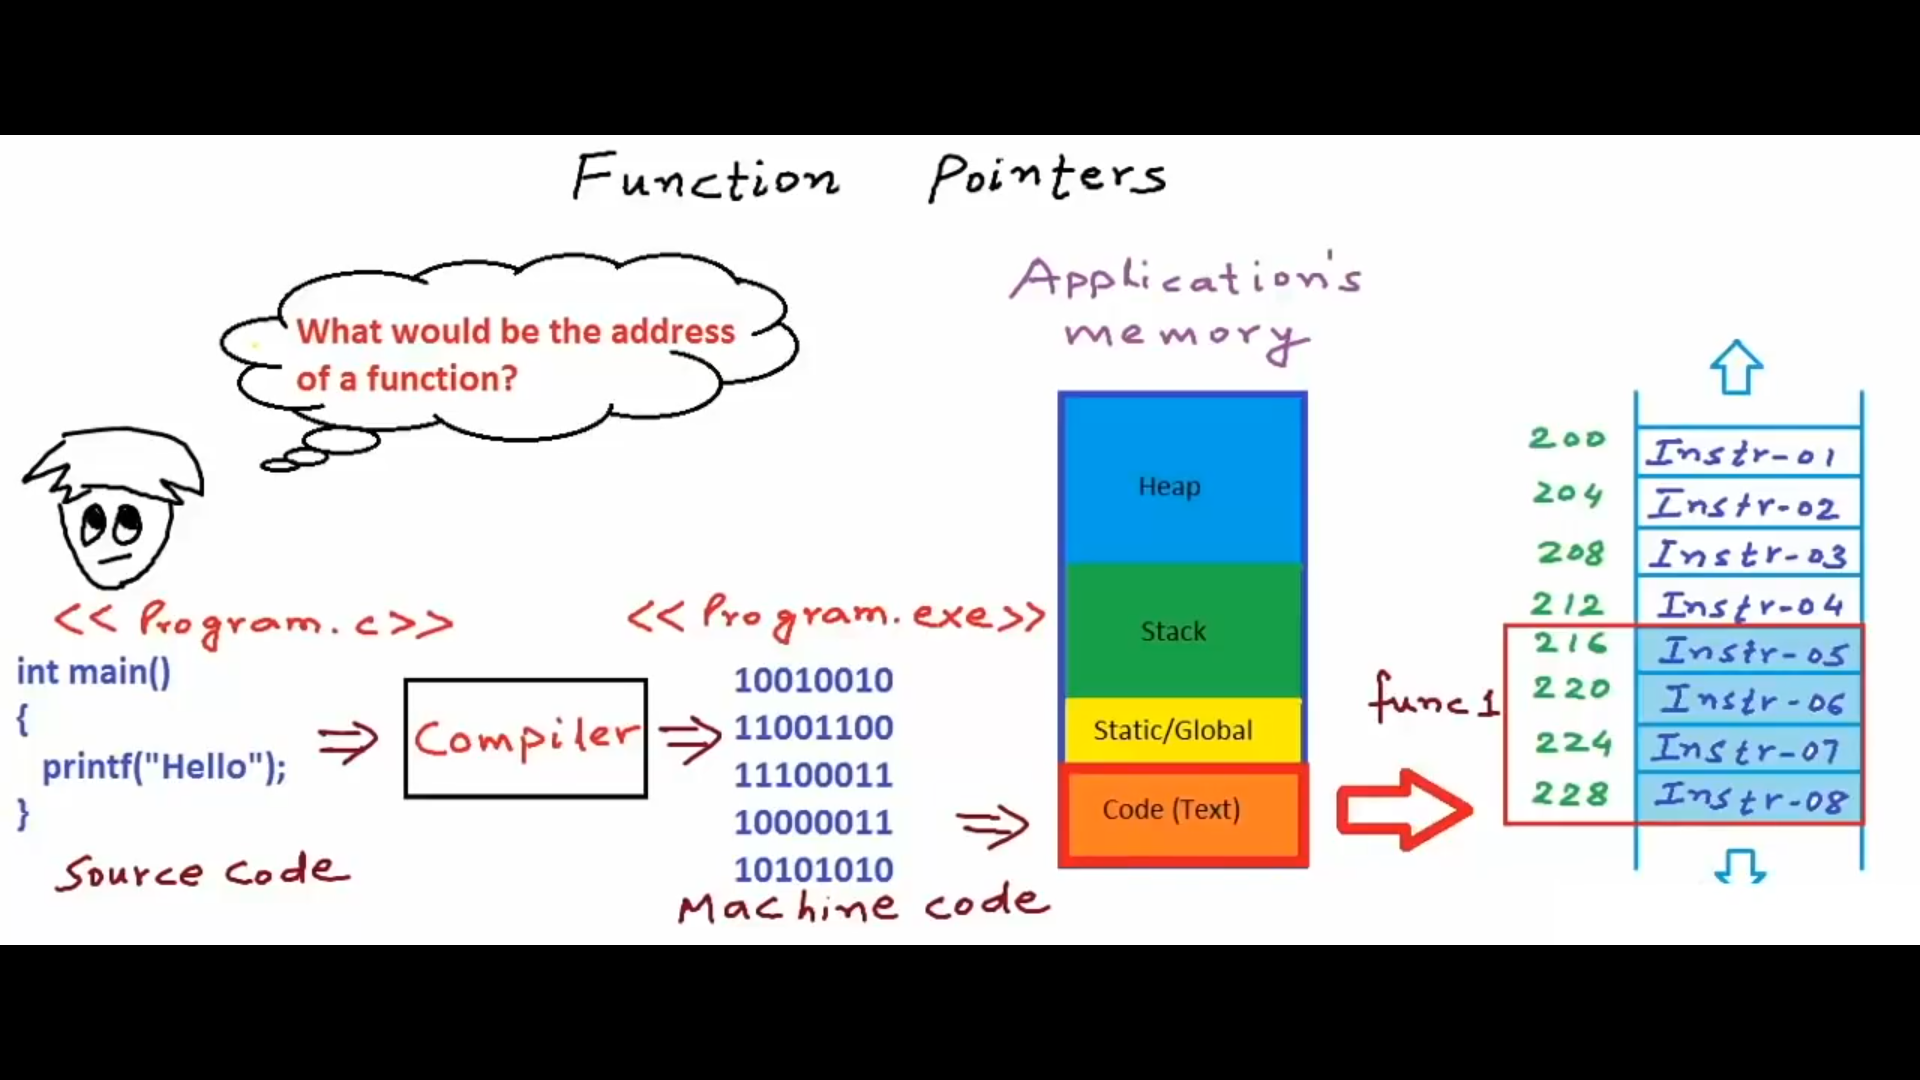 Function Pointers
What would be the address
of a function?
Application's
memory
Heap
Stack
Static/Global
Code (Text)
<< Program.c>>
int main()
{
printf("Hello");
}
Source code
Compiler
<< Program.exe>>
10010010
11001100
11100011
10000011
10101010
Machine code
func1
200 Instr-01
204 Instr-02
208 Instr-03
212 Instr-04
216 Instr-05
220 Instr-06
224 Instr-07
228 Instr-08